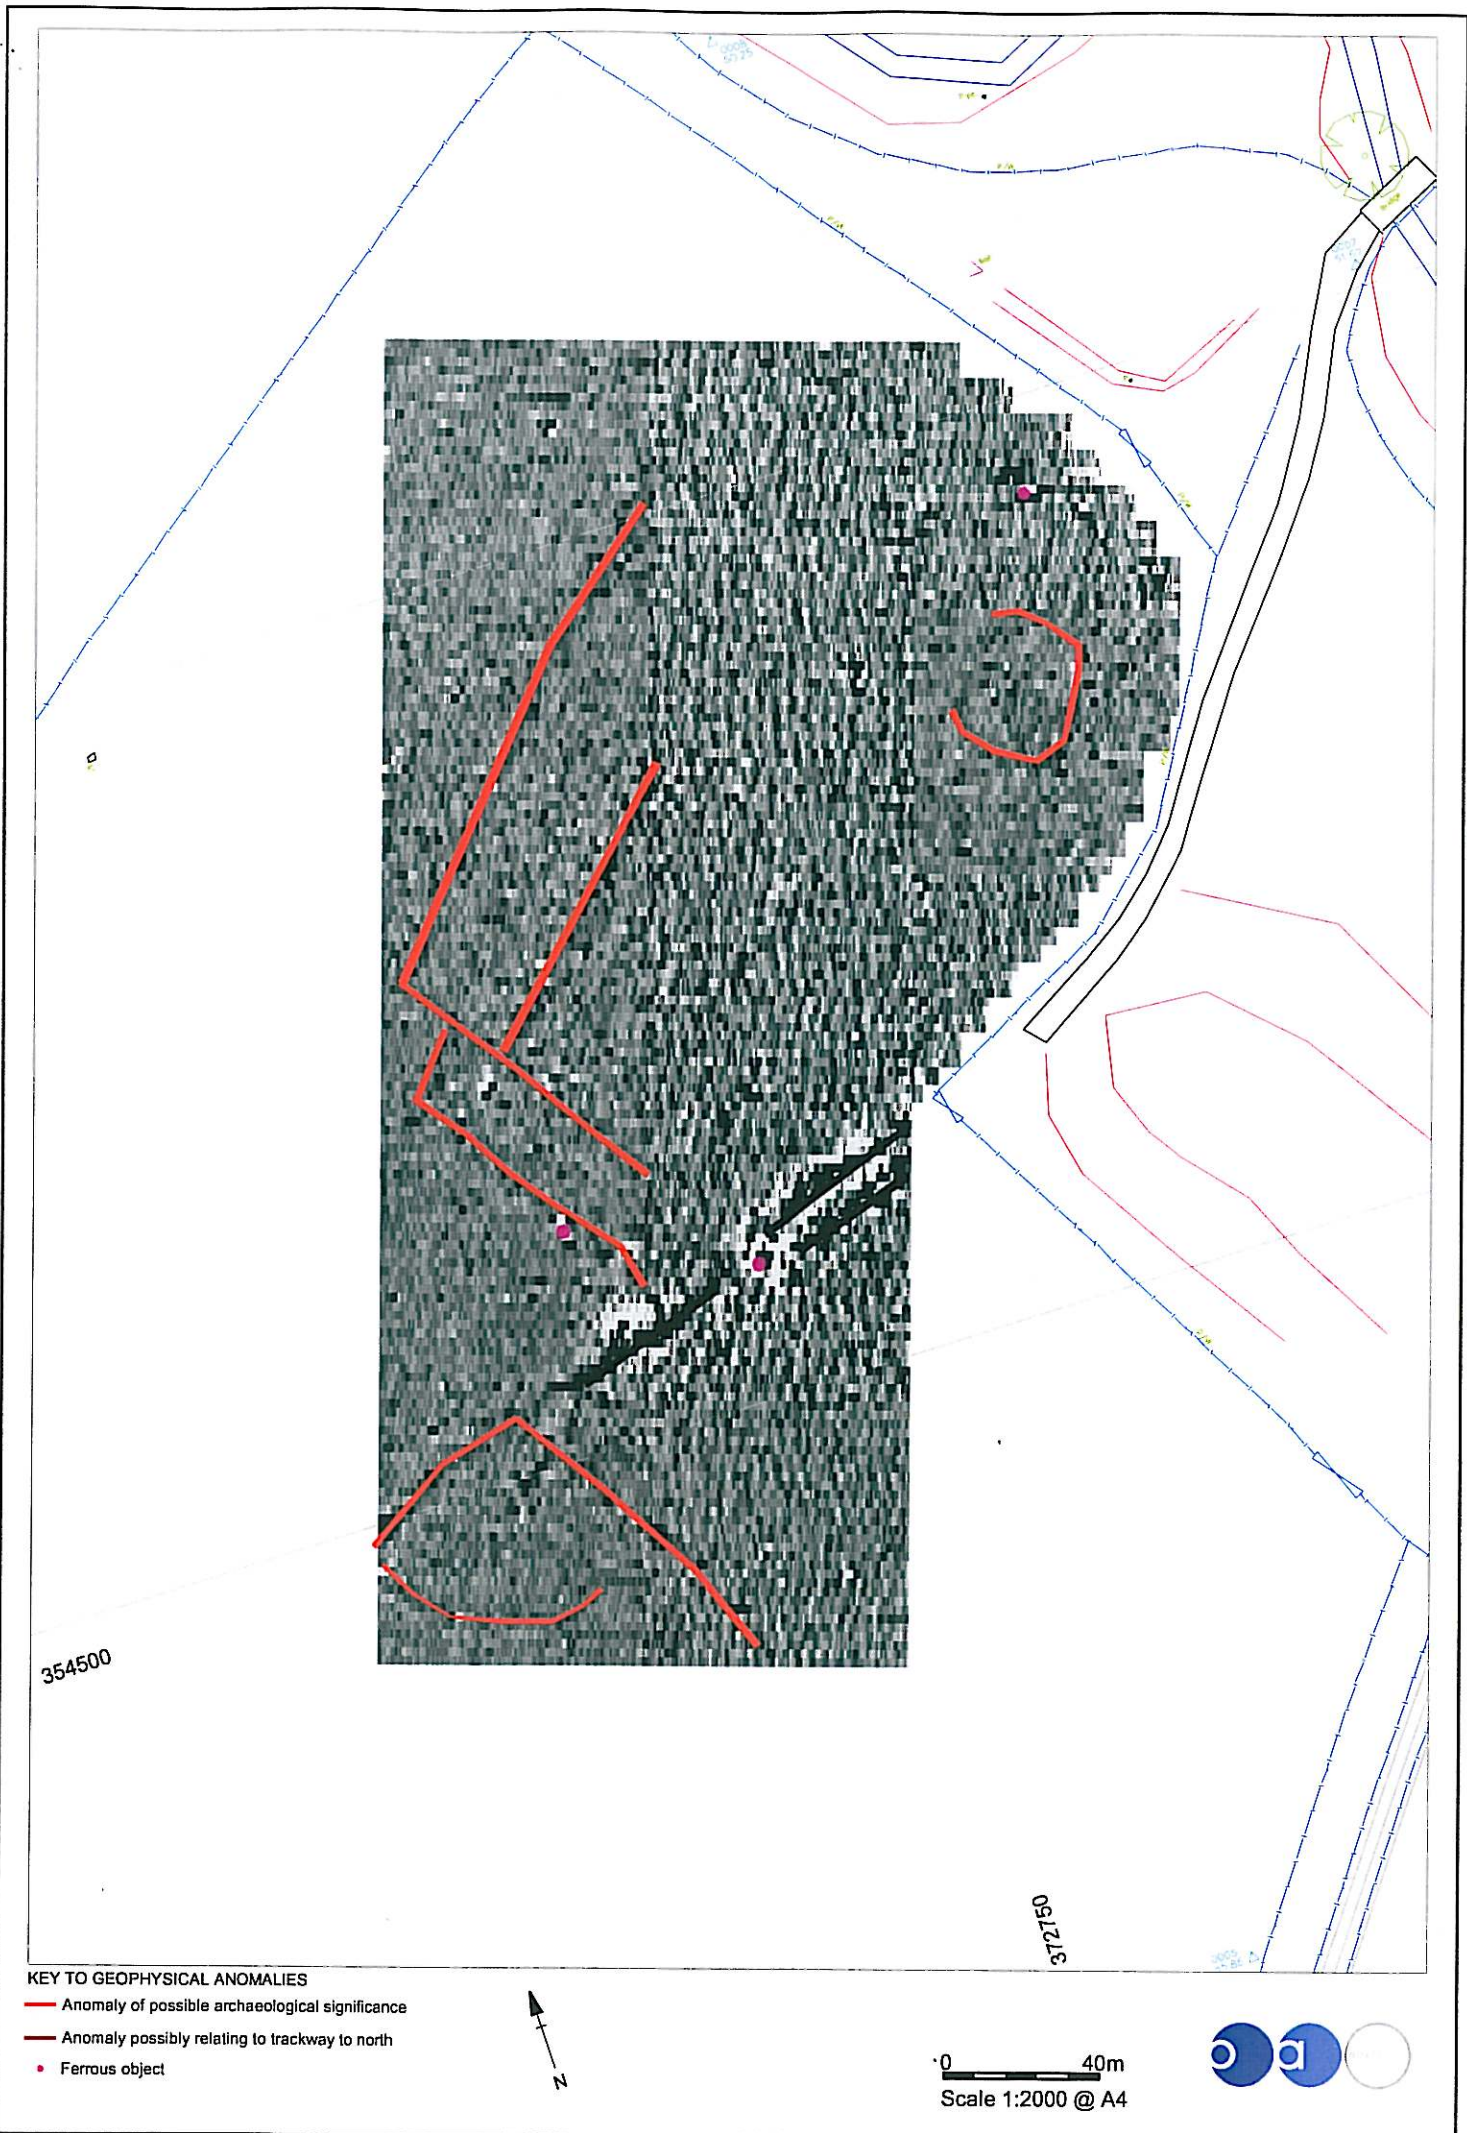 354500
372750
KEY TO GEOPHYSICAL ANOMALIES
Anomaly of possible archaeological significance
Anomaly possibly relating to trackway to north
Ferrous object
N
0 40m
Scale 1:2000 @ A4
oa